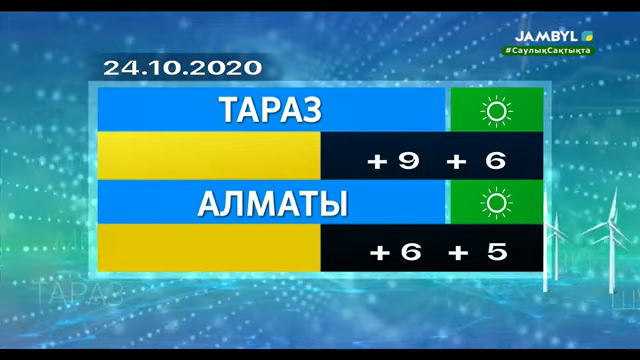 JAMBYL
#СаулықСақтықта
24.10.2020
ТАРАЗ
+9 +6
АЛМАТЫ
+6 +5
ТАРАЗ